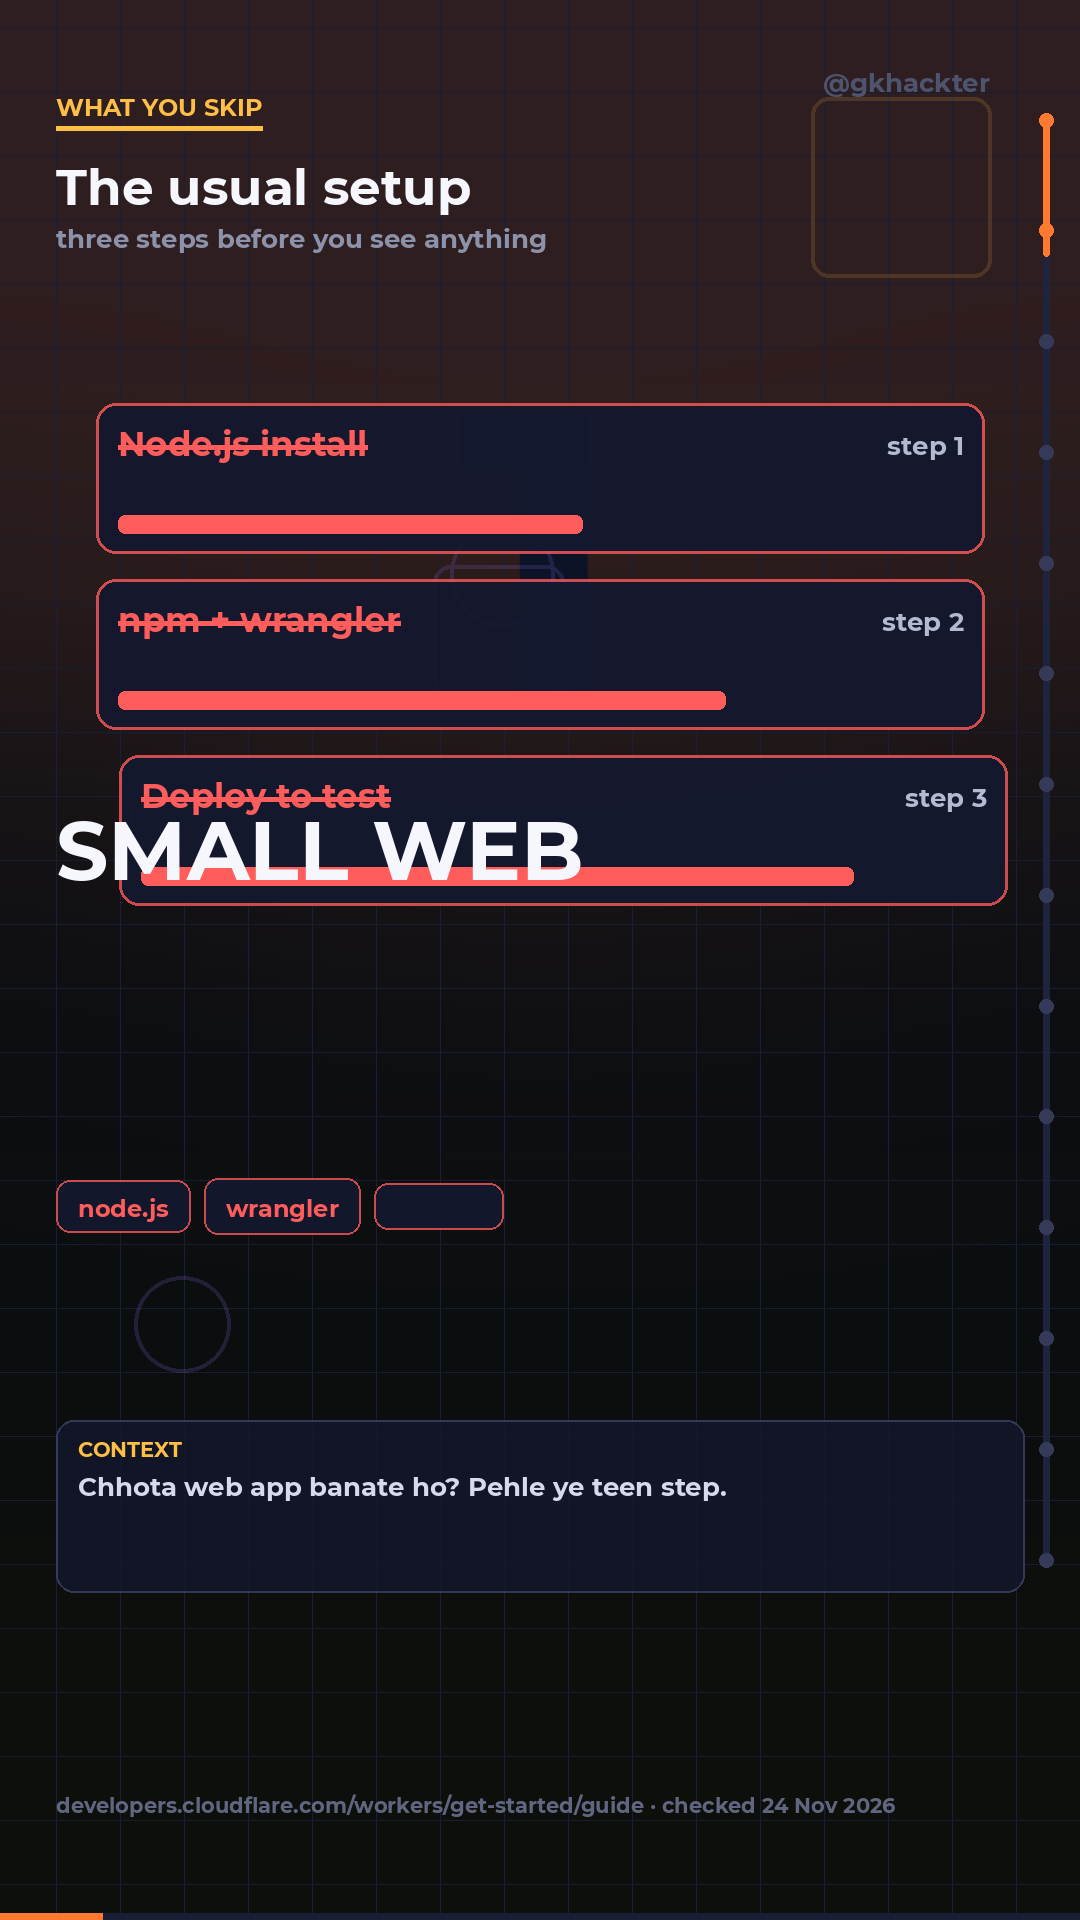 @gkhackter
WHAT YOU SKIP
The usual setup
three steps before you see anything
Node.js install
step 1
npm + wrangler
step 2
Deploy to test
step 3
SMALL WEB
node.js
wrangler
CONTEXT
Chhota web app banate ho? Pehle ye teen step.
developers.cloudflare.com/workers/get-started/guide · checked 24 Nov 2026